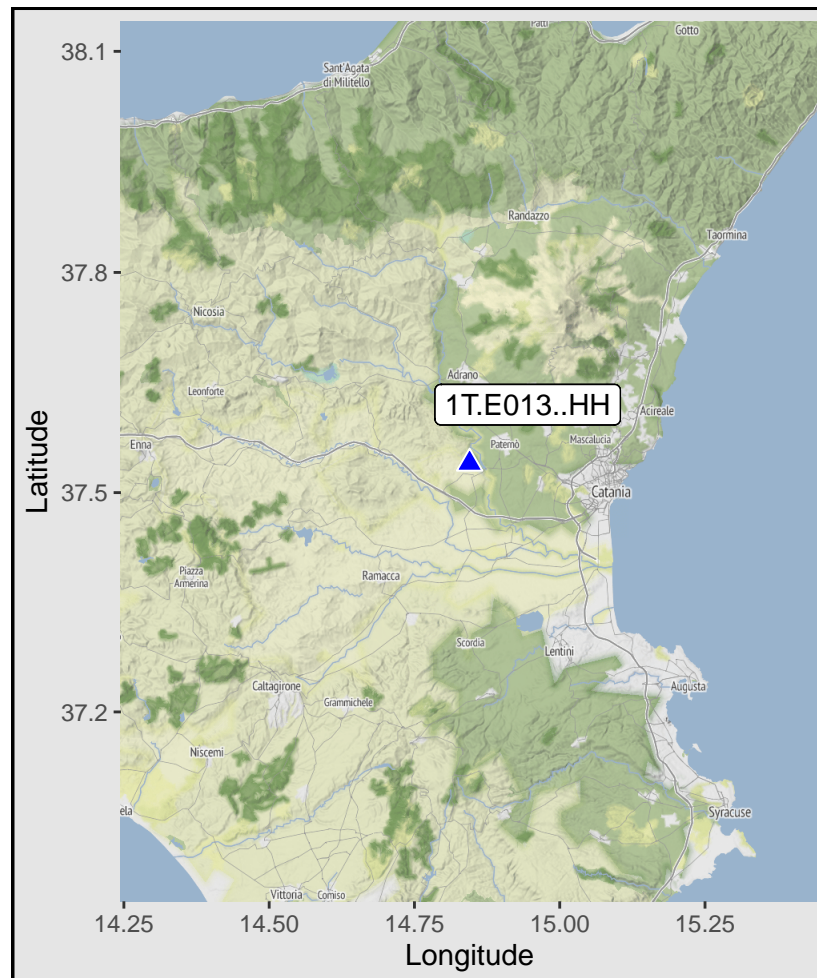 Patti
Gotto
38.1
Sant'Agata
di Militello
Randazzo
Taormina
37.8
Nicosia
Adrano
Leonforte
1T.E013..HH
Acireale
Enna
Paternò
Mascalucia
Latitude
37.5
Catania
Piazza
Armerina
Ramacca
Scordia
Lentini
Caltagirone
Augusta
Grammichele
37.2
Niscemi
ela
Syracuse
Vittoria
Comiso
14.25
14.50
14.75
15.00
15.25
Longitude